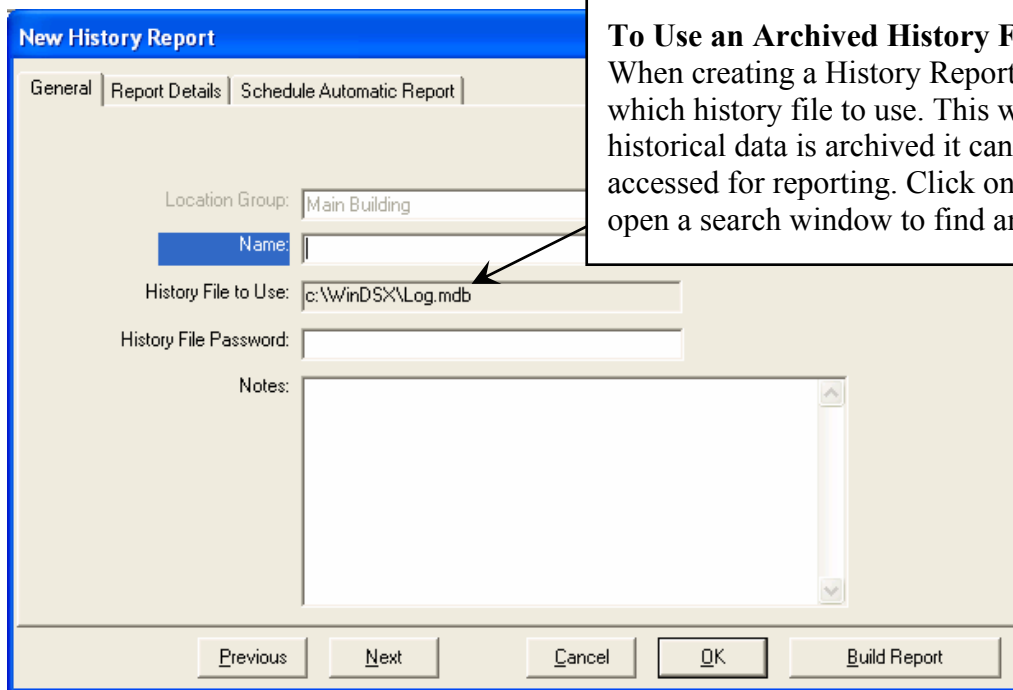 New History Report
General
Report Details
Schedule Automatic Report
To Use an Archived History
When creating a History Report
which history file to use. This
historical data is archived it can
accessed for reporting. Click on
open a search window to find
Location Group: Main Building
Name:
History File to Use: c:\WinDSX\Log.mdb
History File Password:
Notes:
Previous Next Cancel OK Build Report